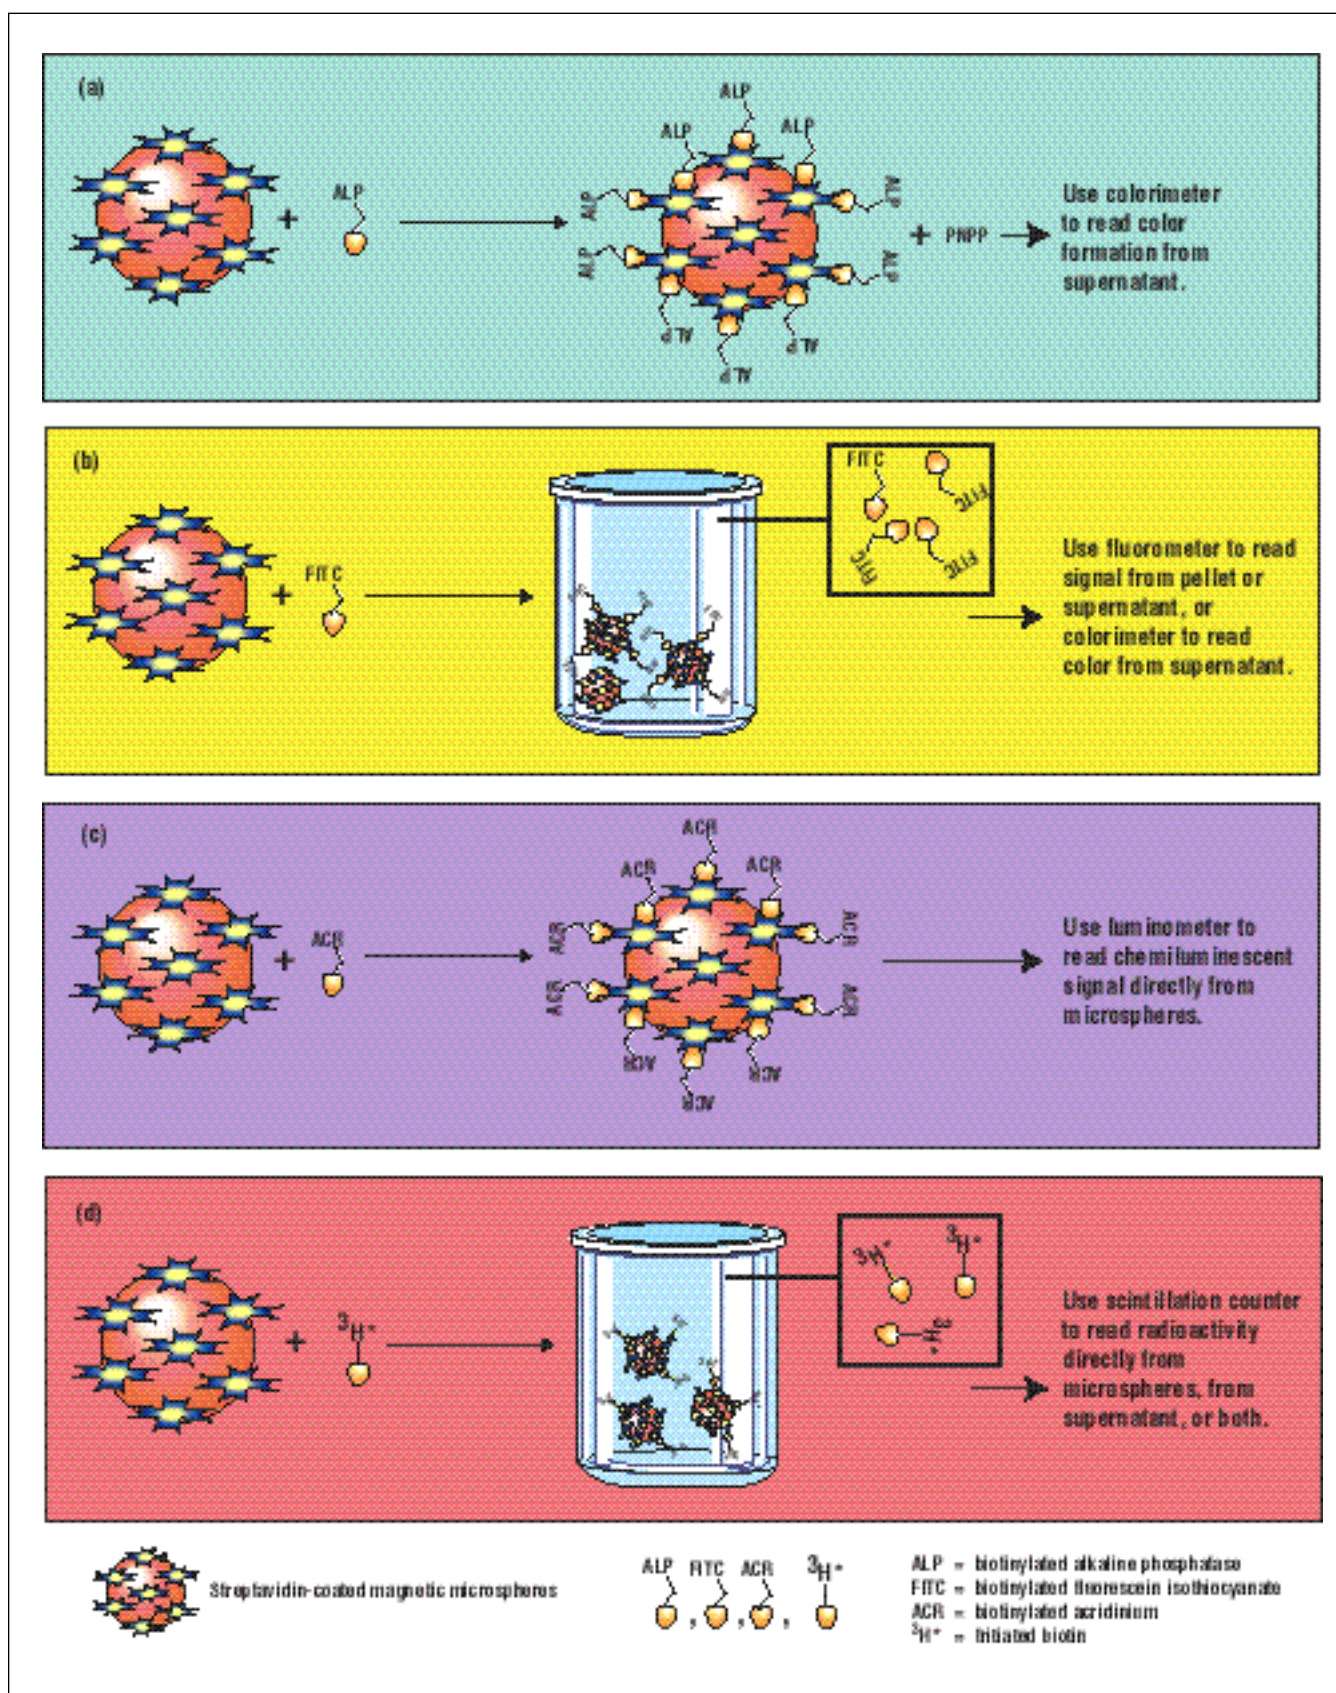 (a)
ALP
+
ALP
ALP
ALP
ALP
ALP
ALP
ALP
ALP
ALP
ALP
+ PNPP
Use colorimeter
to read color
formation from
supernatant.
(b)
+
FITC
FITC
FITC
FITC
FITC
Use fluorometer to read
signal from pellet or
supernatant, or
colorimeter to read
color from supernatant.
(c)
+
ACR
ACR
ACR
ACR
ACR
ACR
ACR
ACR
ACR
ACR
ACR
Use luminometer to
read chemiluminescent
signal directly from
microspheres.
(d)
+
³H*
³H*
³H*
³H*
Use scintillation counter
to read radioactivity
directly from
microspheres, from
supernatant, or both.
Streptavidin-coated magnetic microspheres
ALP FITC ACR ³H*
, , ,
ALP = biotinylated alkaline phosphatase
FITC = biotinylated fluorescein isothiocyanate
ACR = biotinylated acridinium
³H* = tritiated biotin